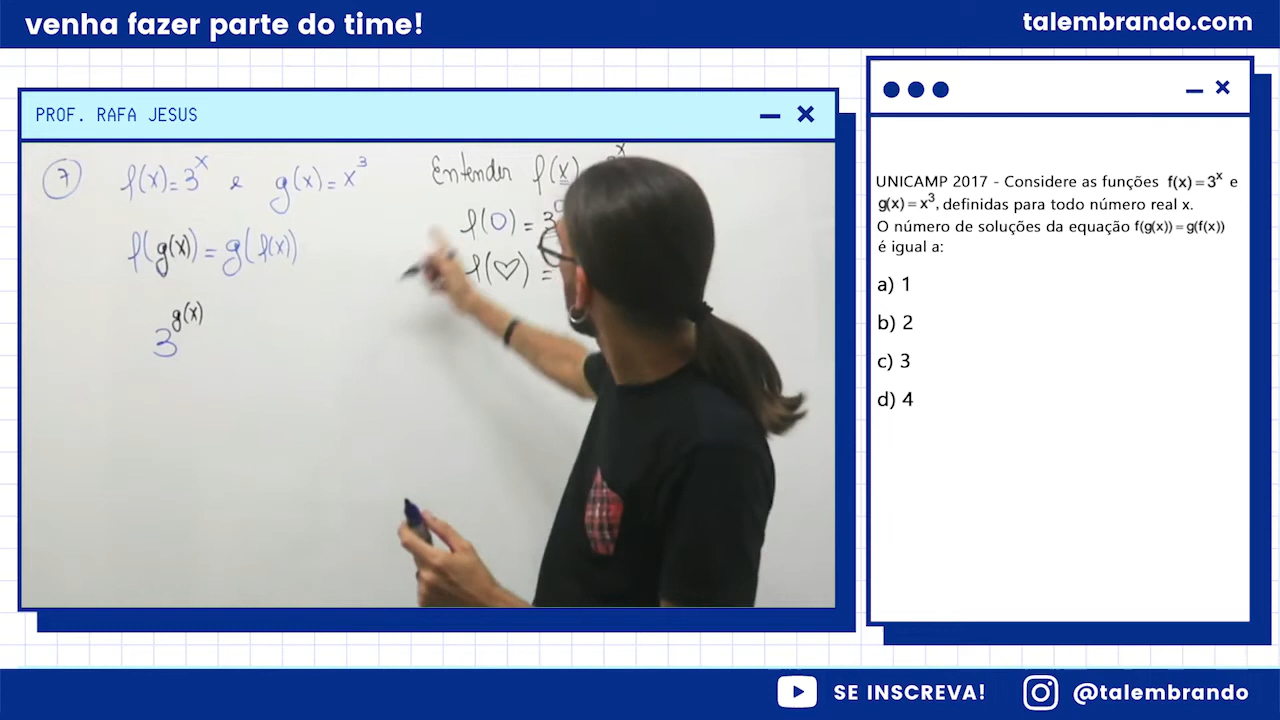 venha fazer parte do time!
talembrando.com
PROF. RAFA JESUS
7 f(x)=3^x e g(x)=x^3
f(g(x))=g(f(x))
3^g(x)
Entender f(x)
f(0) = 3
f(♡) =
UNICAMP 2017 - Considere as funções f(x)=3^x e
g(x)=x^3, definidas para todo número real x.
O número de soluções da equação f(g(x))=g(f(x))
é igual a:
a) 1
b) 2
c) 3
d) 4
SE INSCREVA!
@talembrando